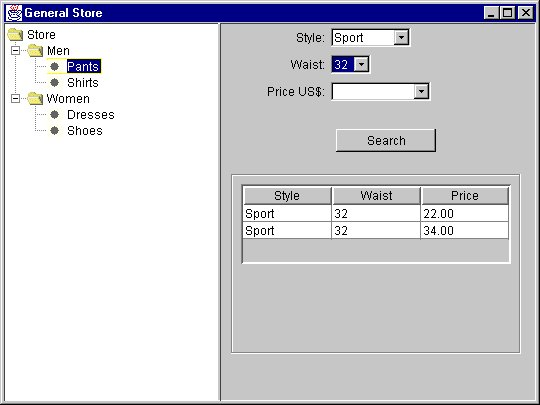 General Store
Store
Men
Pants
Shirts
Women
Dresses
Shoes
Style: Sport
Waist: 32
Price US$:
Search
Style Waist Price
Sport 32 22.00
Sport 32 34.00